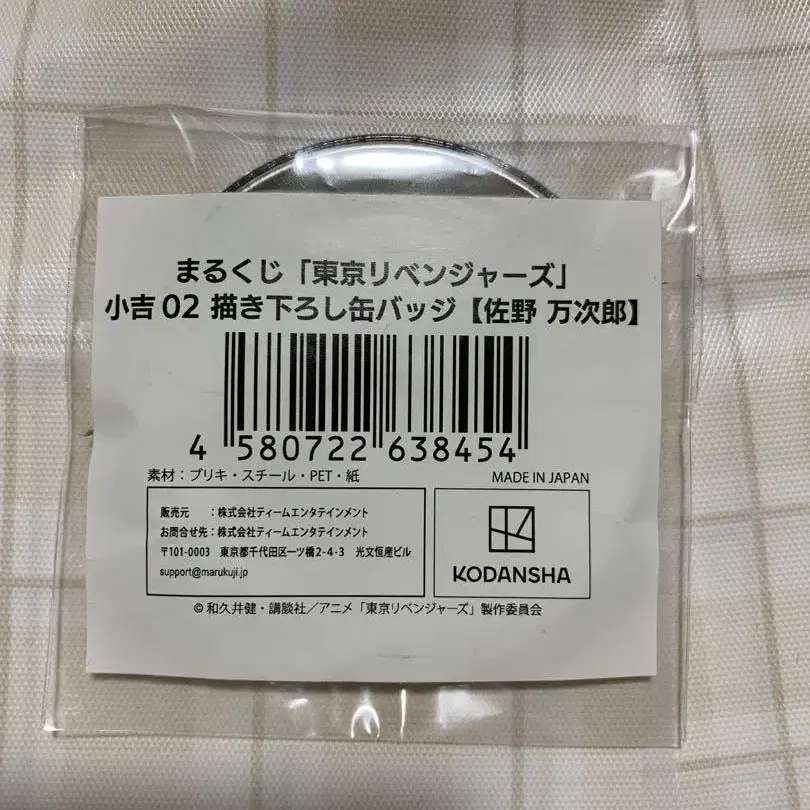 まるくじ「東京リベンジャーズ」
小吉02 描き下ろし缶バッジ【佐野 万次郎】
4 580722 638454
素材：ブリキ・スチール・PET・紙
MADE IN JAPAN
販売元　：株式会社ティームエンタテインメント
お問合せ先：株式会社ティームエンタテインメント
〒101-0003　東京都千代田区一ツ橋2-4-3　光文恒産ビル
support@marukuji.jp
KODANSHA
© 和久井健・講談社／アニメ「東京リベンジャーズ」製作委員会